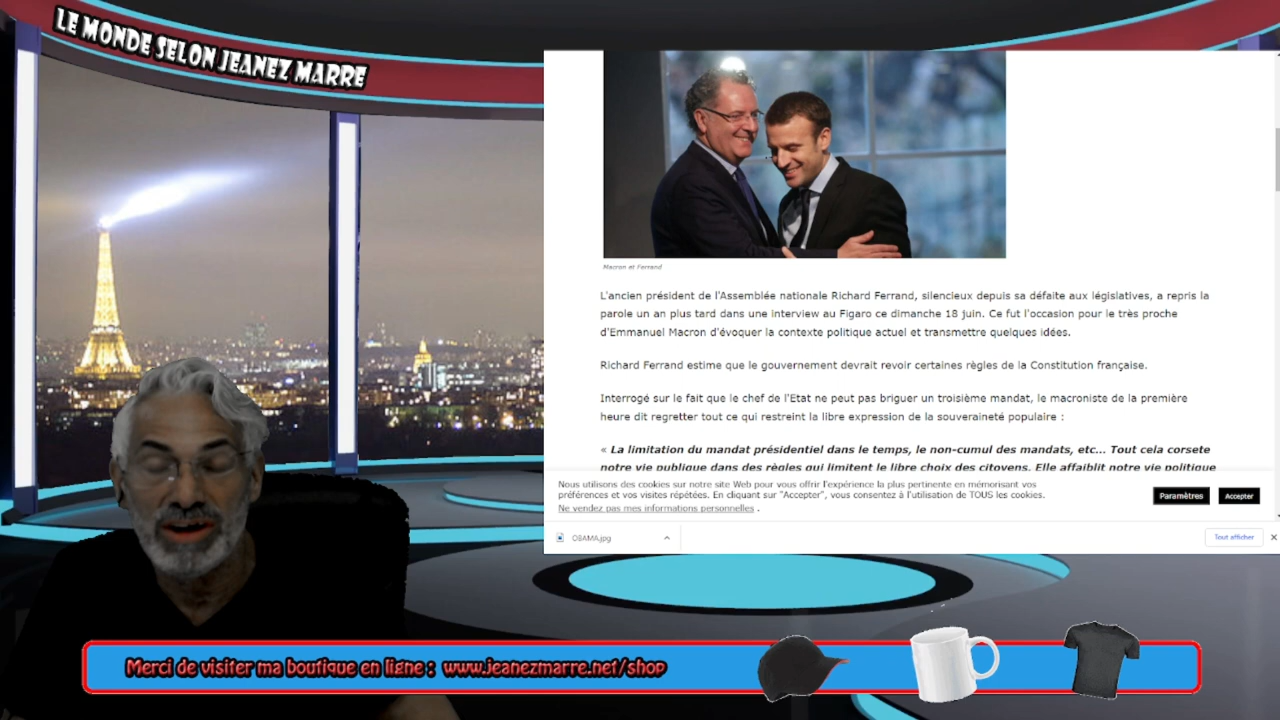 LE MONDE SELON JEANEZ MARRE
Macron et Ferrand
L'ancien président de l'Assemblée nationale Richard Ferrand, silencieux depuis sa défaite aux législatives, a repris la
parole un an plus tard dans une interview au Figaro ce dimanche 18 juin. Ce fut l'occasion pour le très proche
d'Emmanuel Macron d'évoquer la contexte politique actuel et transmettre quelques idées.
Richard Ferrand estime que le gouvernement devrait revoir certaines règles de la Constitution française.
Interrogé sur le fait que le chef de l'Etat ne peut pas briguer un troisième mandat, le macroniste de la première
heure dit regretter tout ce qui restreint la libre expression de la souveraineté populaire :
« La limitation du mandat présidentiel dans le temps, le non-cumul des mandats, etc... Tout cela corsete
notre vie publique dans des règles qui limitent le libre choix des citoyens. Elle affaiblit notre vie politique
Nous utilisons des cookies sur notre site Web pour vous offrir l'expérience la plus pertinente en mémorisant vos
préférences et vos visites répétées. En cliquant sur "Accepter", vous consentez à l'utilisation de TOUS les cookies.
Ne vendez pas mes informations personnelles .
Paramètres
Accepter
OBAMA.jpg
Tout afficher
Merci de visiter ma boutique en ligne : www.jeanezmarre.net/shop